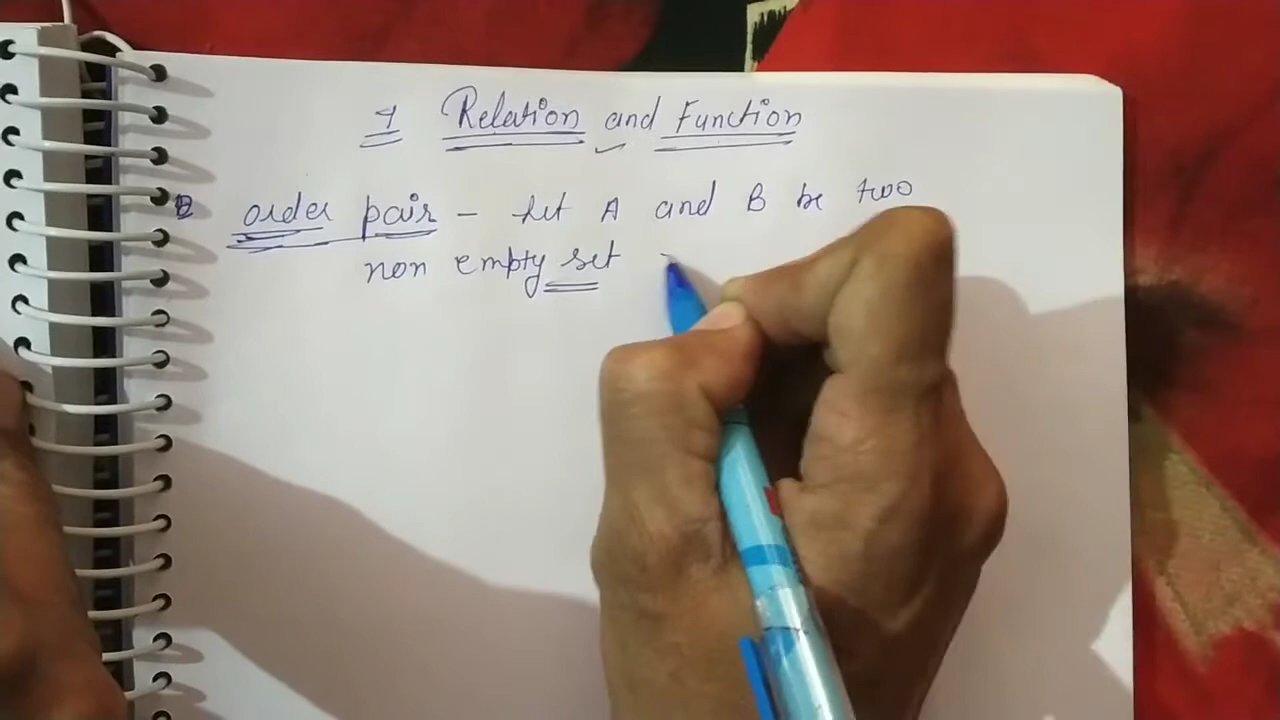 1 Relation and Function
order pair - Let A and B be two
non empty set